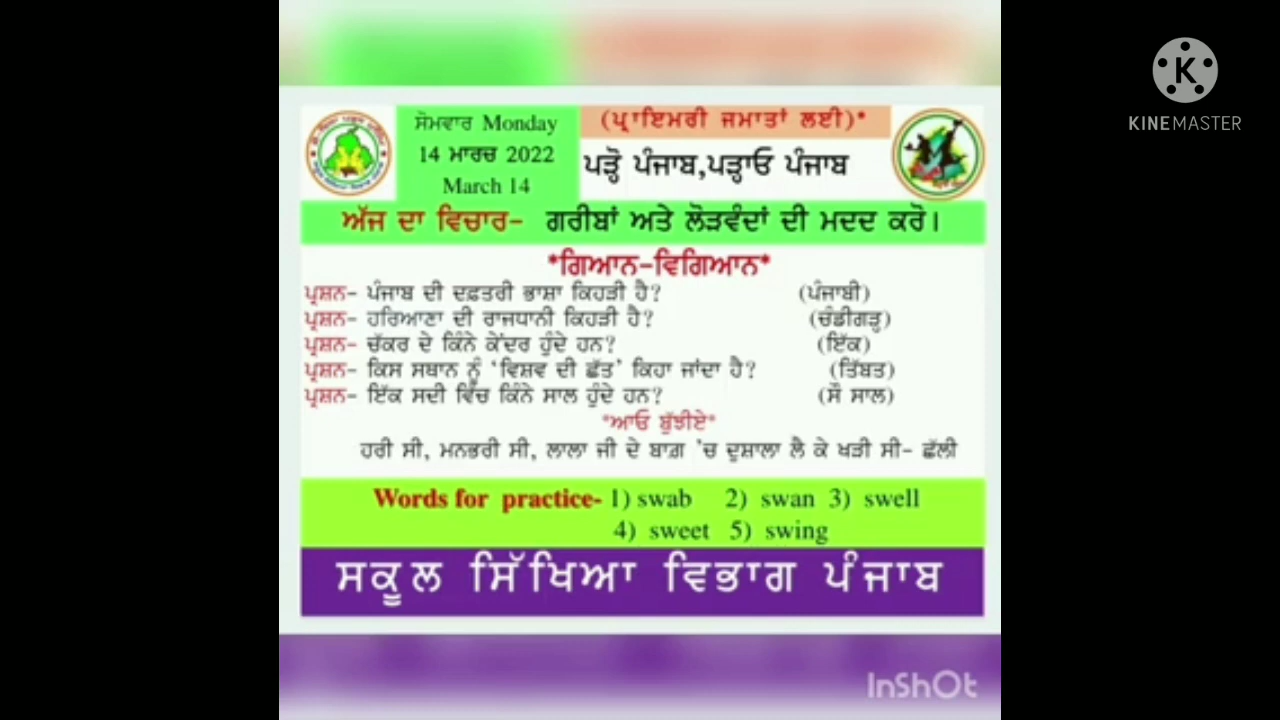 ਸੋਮਵਾਰ Monday
14 ਮਾਰਚ 2022
March 14
(ਪ੍ਰਾਇਮਰੀ ਜਮਾਤਾਂ ਲਈ)*
ਪੜ੍ਹੋ ਪੰਜਾਬ,ਪੜ੍ਹਾਓ ਪੰਜਾਬ
ਅੱਜ ਦਾ ਵਿਚਾਰ- ਗਰੀਬਾਂ ਅਤੇ ਲੋੜਵੰਦਾਂ ਦੀ ਮਦਦ ਕਰੋ।
*ਗਿਆਨ-ਵਿਗਿਆਨ*
ਪ੍ਰਸ਼ਨ- ਪੰਜਾਬ ਦੀ ਦਫ਼ਤਰੀ ਭਾਸ਼ਾ ਕਿਹੜੀ ਹੈ? (ਪੰਜਾਬੀ)
ਪ੍ਰਸ਼ਨ- ਹਰਿਆਣਾ ਦੀ ਰਾਜਧਾਨੀ ਕਿਹੜੀ ਹੈ? (ਚੰਡੀਗੜ੍ਹ)
ਪ੍ਰਸ਼ਨ- ਚੱਕਰ ਦੇ ਕਿੰਨੇ ਕੇਂਦਰ ਹੁੰਦੇ ਹਨ? (ਇੱਕ)
ਪ੍ਰਸ਼ਨ- ਕਿਸ ਸਥਾਨ ਨੂੰ ‘ਵਿਸ਼ਵ ਦੀ ਛੱਤ’ ਕਿਹਾ ਜਾਂਦਾ ਹੈ? (ਤਿੱਬਤ)
ਪ੍ਰਸ਼ਨ- ਇੱਕ ਸਦੀ ਵਿੱਚ ਕਿੰਨੇ ਸਾਲ ਹੁੰਦੇ ਹਨ? (ਸੌ ਸਾਲ)
*ਆਓ ਬੁੱਝੀਏ*
ਹਰੀ ਸੀ, ਮਨਭਰੀ ਸੀ, ਲਾਲਾ ਜੀ ਦੇ ਬਾਗ਼ ’ਚ ਦੁਸ਼ਾਲਾ ਲੈ ਕੇ ਖੜੀ ਸੀ- ਛੱਲੀ
Words for practice- 1) swab 2) swan 3) swell
4) sweet 5) swing
ਸਕੂਲ ਸਿੱਖਿਆ ਵਿਭਾਗ ਪੰਜਾਬ
KINEMASTER
InShOt